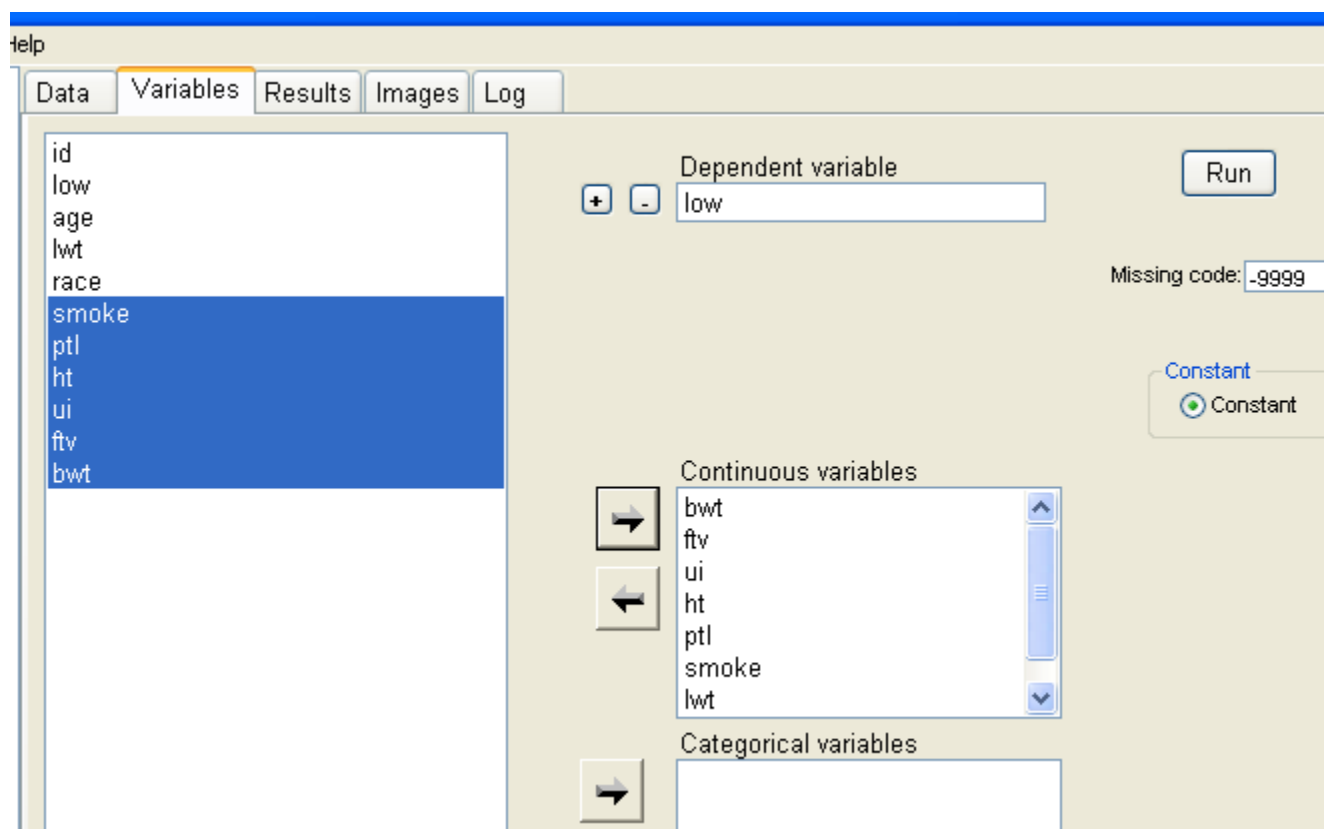 Help
Data Variables Results Images Log
id
low
age
lwt
race
smoke
ptl
ht
ui
ftv
bwt
Dependent variable
+ - low
Run
Missing code: -9999
Constant
Constant
Continuous variables
bwt
ftv
ui
ht
ptl
smoke
lwt
Categorical variables